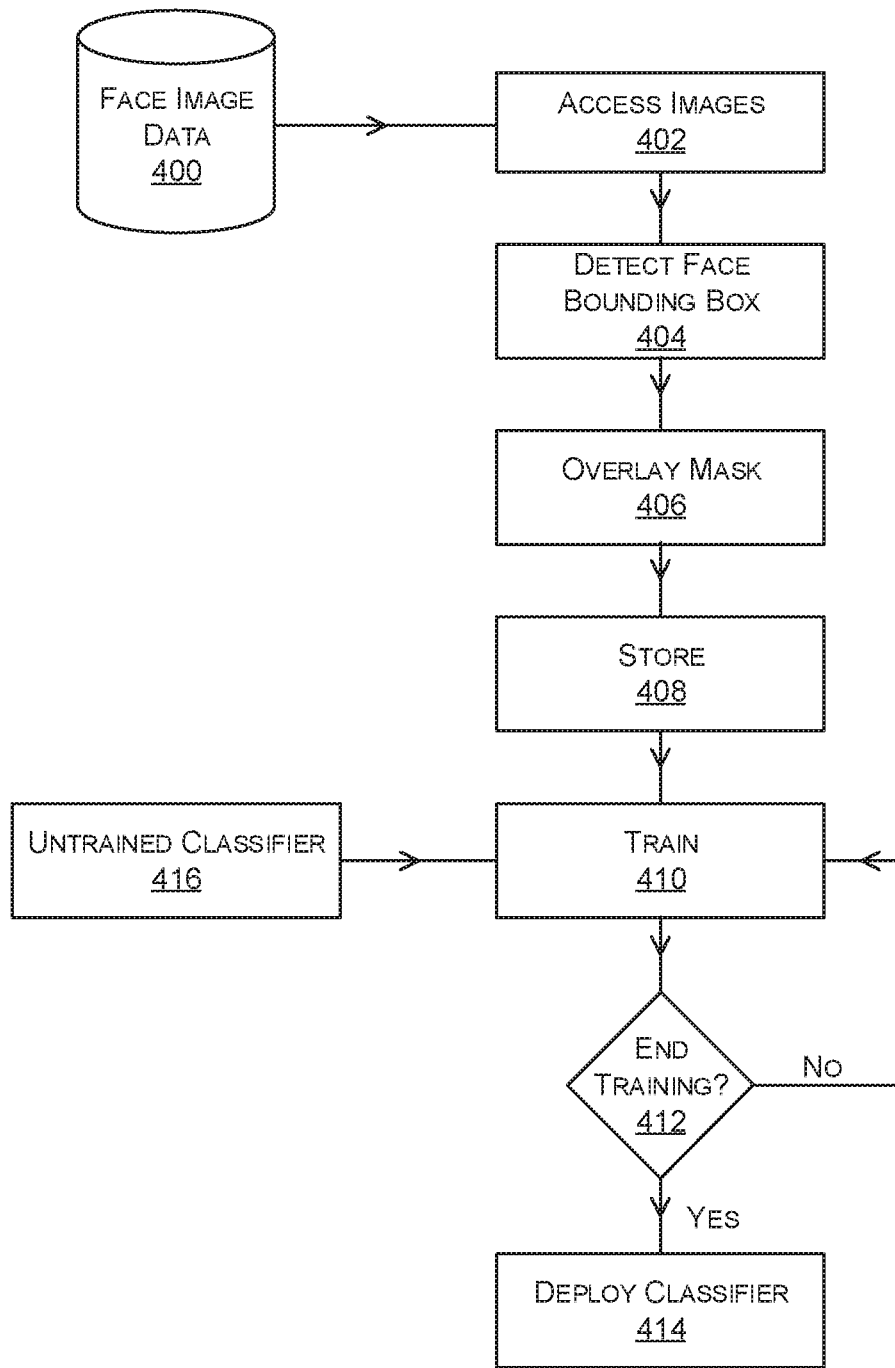 FACE IMAGE
DATA
400
ACCESS IMAGES
402
DETECT FACE
BOUNDING BOX
404
OVERLAY MASK
406
STORE
408
UNTRAINED CLASSIFIER
416
TRAIN
410
END
TRAINING?
412
NO
YES
DEPLOY CLASSIFIER
414